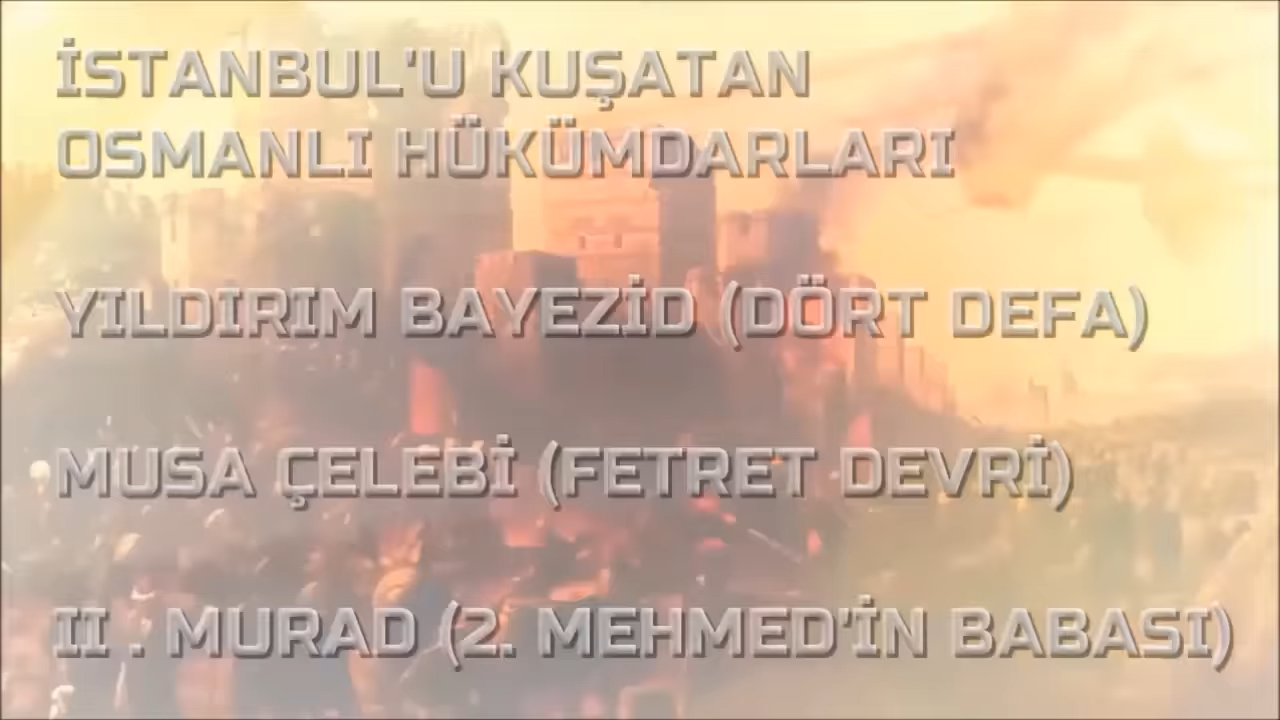 İSTANBUL'U KUŞATAN
OSMANLI HÜKÜMDARLARI
YILDIRIM BAYEZİD (DÖRT DEFA)
MUSA ÇELEBİ (FETRET DEVRİ)
II . MURAD (2. MEHMED'İN BABASI)